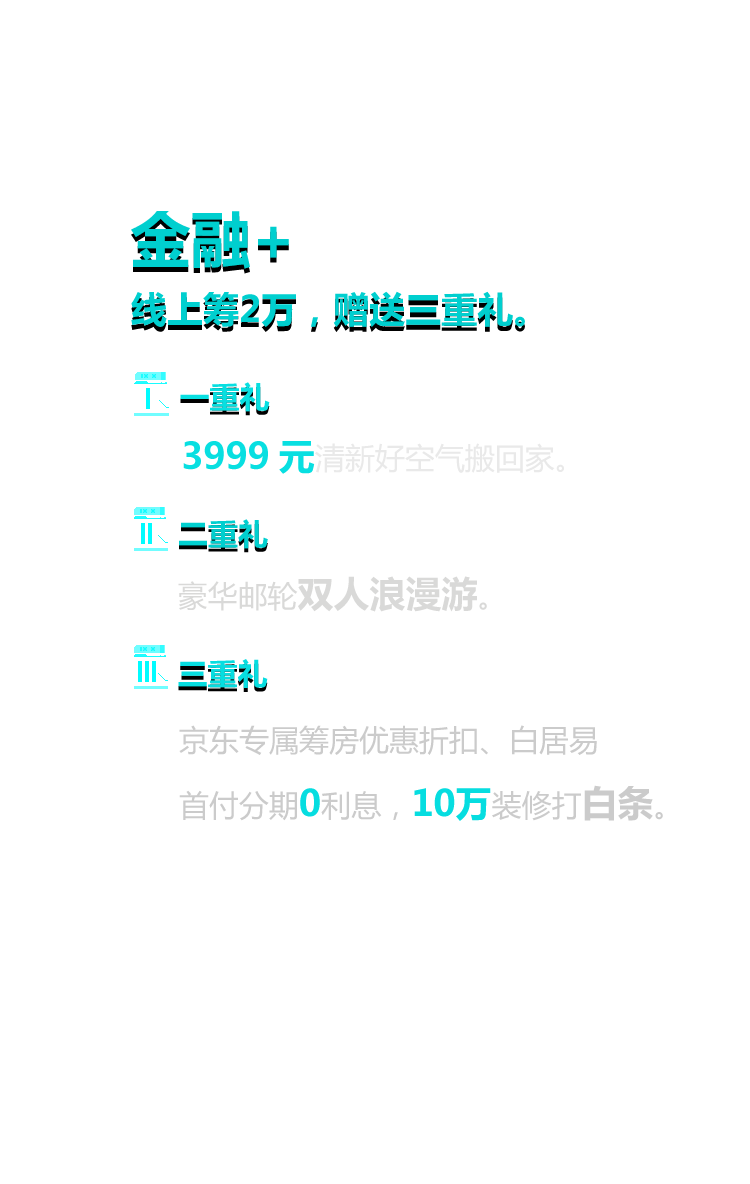 金融+
线上筹2万，赠送三重礼。
I 一重礼
3999 元清新好空气搬回家。
II 二重礼
豪华邮轮双人浪漫游。
III 三重礼
京东专属筹房优惠折扣、白居易
首付分期0利息，10万装修打白条。